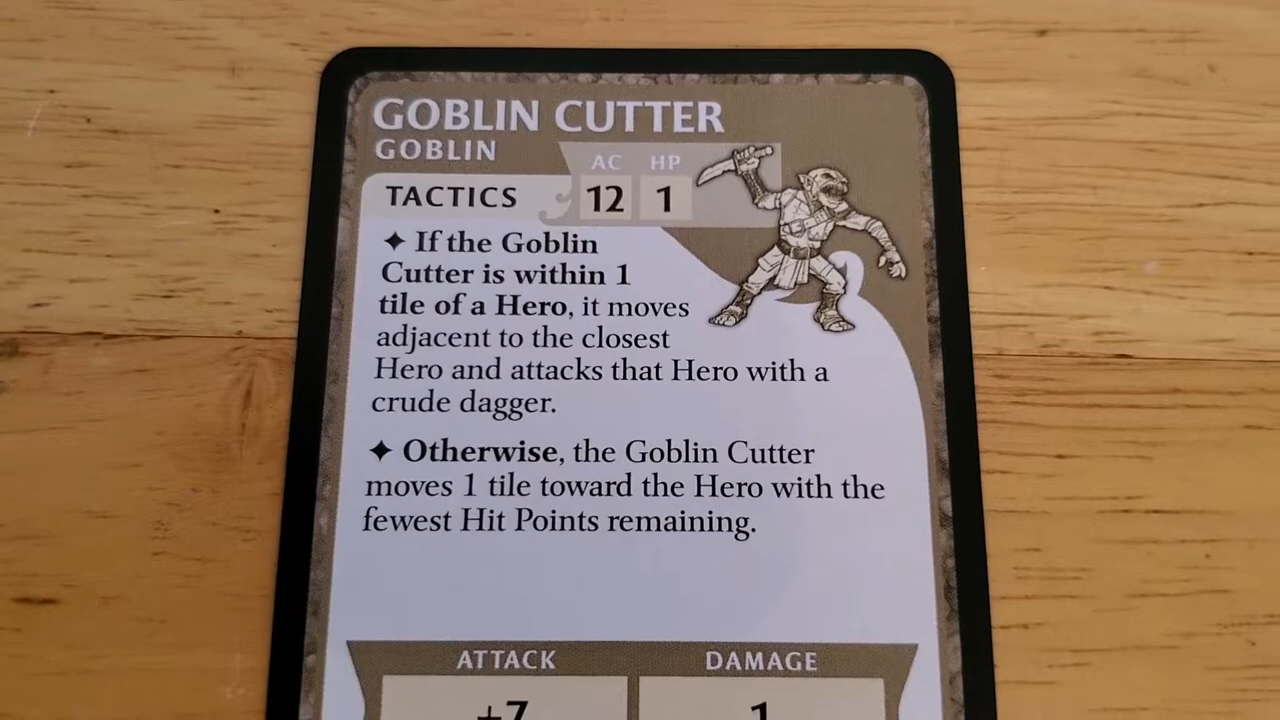 GOBLIN CUTTER
GOBLIN
AC HP
TACTICS
12 1
✦ If the Goblin
Cutter is within 1
tile of a Hero, it moves
adjacent to the closest
Hero and attacks that Hero with a
crude dagger.
✦ Otherwise, the Goblin Cutter
moves 1 tile toward the Hero with the
fewest Hit Points remaining.
ATTACK DAMAGE
+7 1